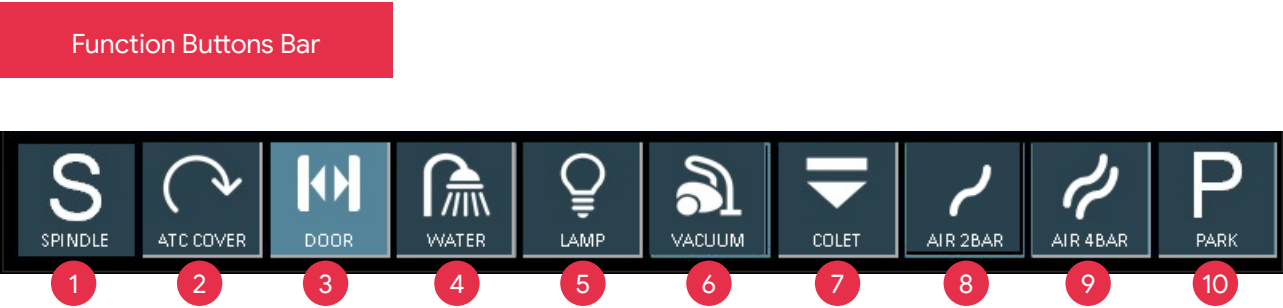 Function Buttons Bar
S
SPINDLE
ATC COVER
DOOR
WATER
LAMP
VACUUM
COLET
AIR 2BAR
AIR 4BAR
P
PARK
1 2 3 4 5 6 7 8 9 10